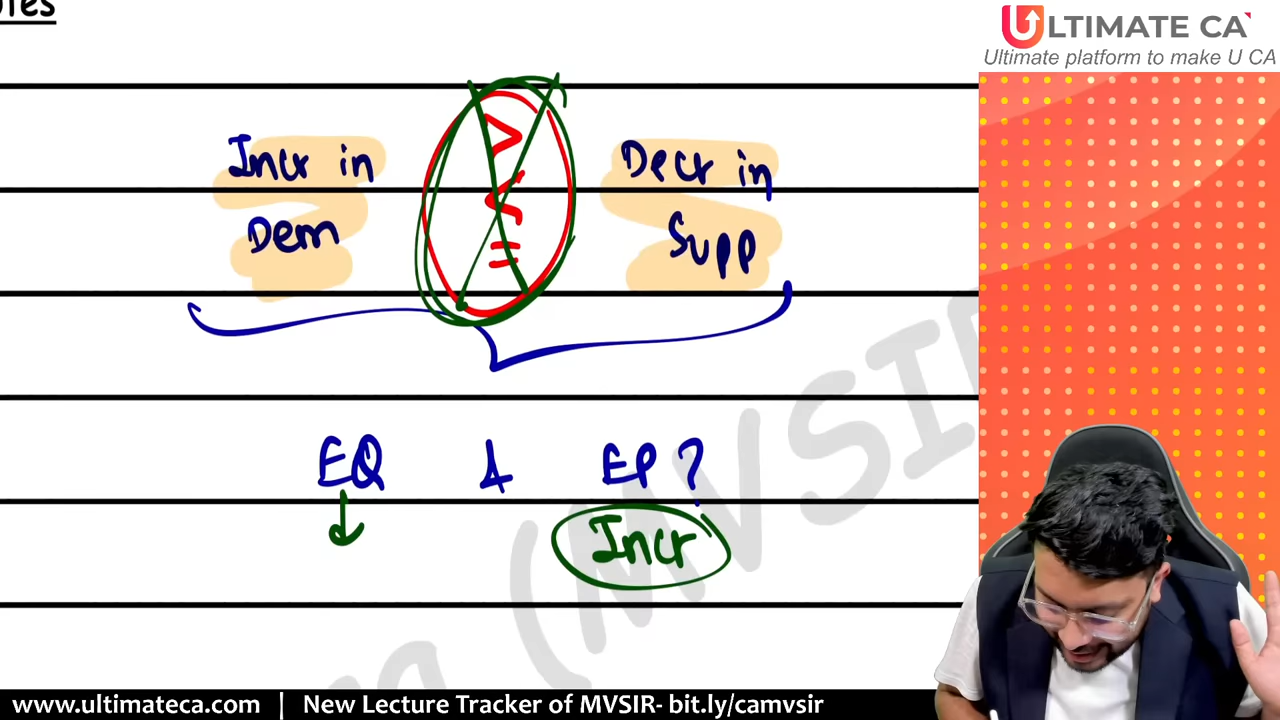 ULTIMATE CA
Ultimate platform to make U CA
Incr in
Dem
>
<
=
Decr in
Supp
EQ & EP?
Incr
(MVSIR
www.ultimateca.com | New Lecture Tracker of MVSIR- bit.ly/camvsir